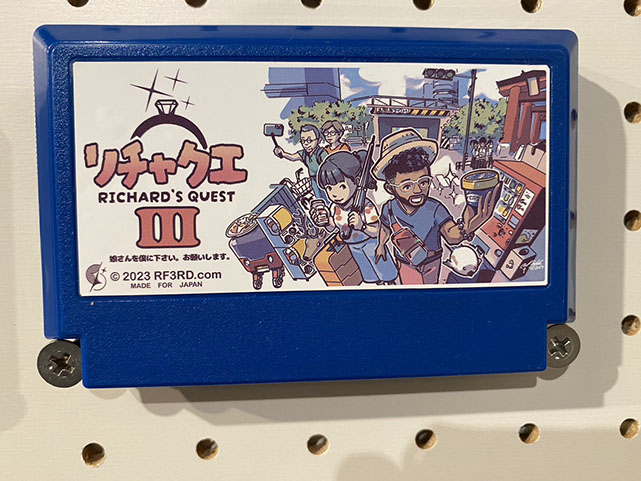 リチャクエ
RICHARD'S QUEST
III
娘さんを僕に下さい。お願いします。
© 2023 RF3RD.com
MADE FOR JAPAN